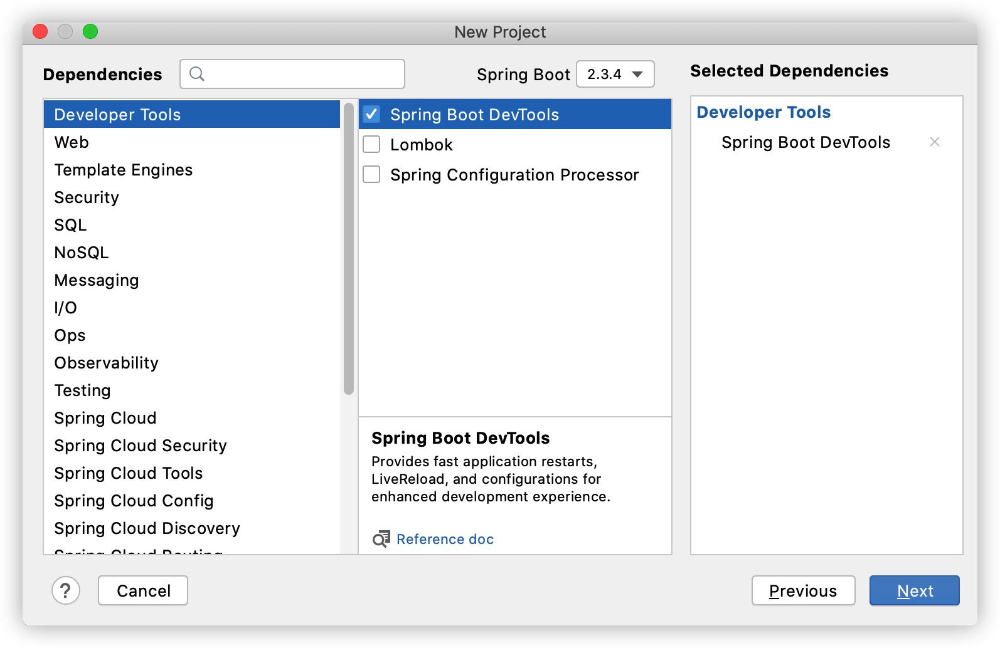 New Project
Dependencies
Spring Boot 2.3.4
Selected Dependencies
Developer Tools
Web
Template Engines
Security
SQL
NoSQL
Messaging
I/O
Ops
Observability
Testing
Spring Cloud
Spring Cloud Security
Spring Cloud Tools
Spring Cloud Config
Spring Cloud Discovery
Spring Cloud Routing
Spring Boot DevTools
Lombok
Spring Configuration Processor
Spring Boot DevTools
Provides fast application restarts,
LiveReload, and configurations for
enhanced development experience.
Reference doc
Developer Tools
Spring Boot DevTools
?
Cancel
Previous
Next